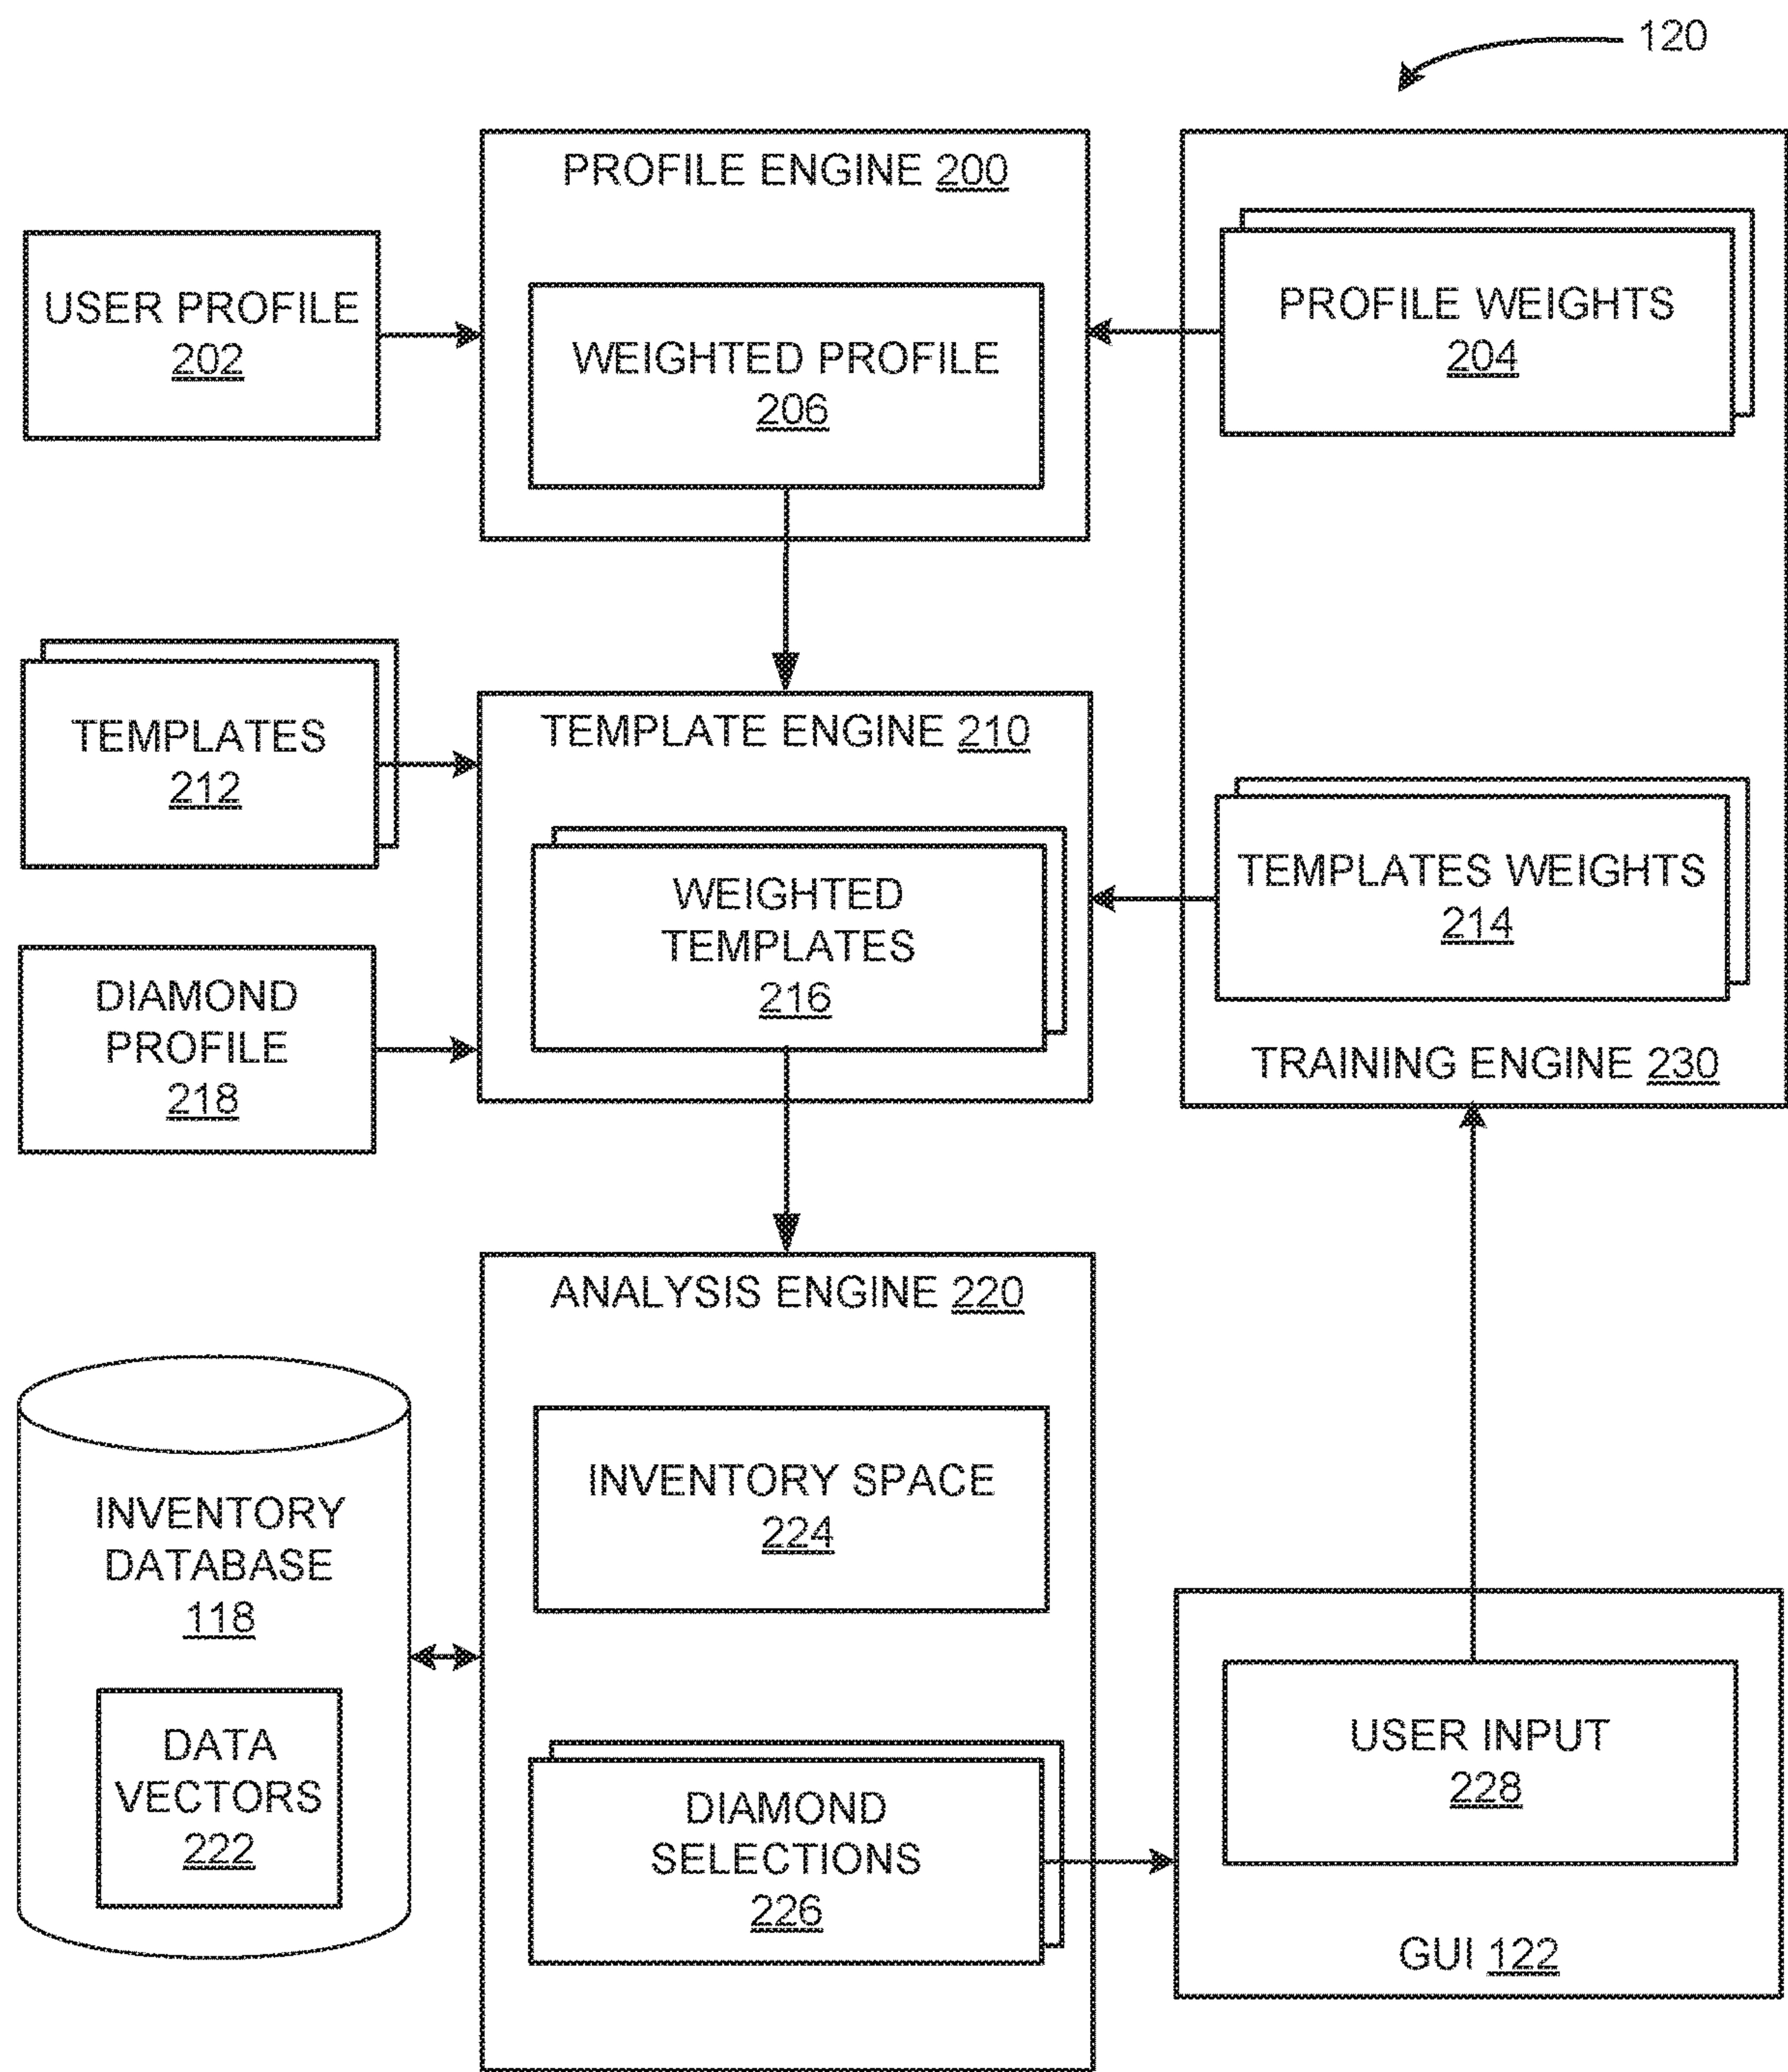 120
PROFILE ENGINE 200
USER PROFILE
202
WEIGHTED PROFILE
206
PROFILE WEIGHTS
204
TEMPLATES
212
TEMPLATE ENGINE 210
WEIGHTED
TEMPLATES
216
TEMPLATES WEIGHTS
214
TRAINING ENGINE 230
DIAMOND
PROFILE
218
ANALYSIS ENGINE 220
INVENTORY SPACE
224
INVENTORY
DATABASE
118
DATA
VECTORS
222
DIAMOND
SELECTIONS
226
USER INPUT
228
GUI 122